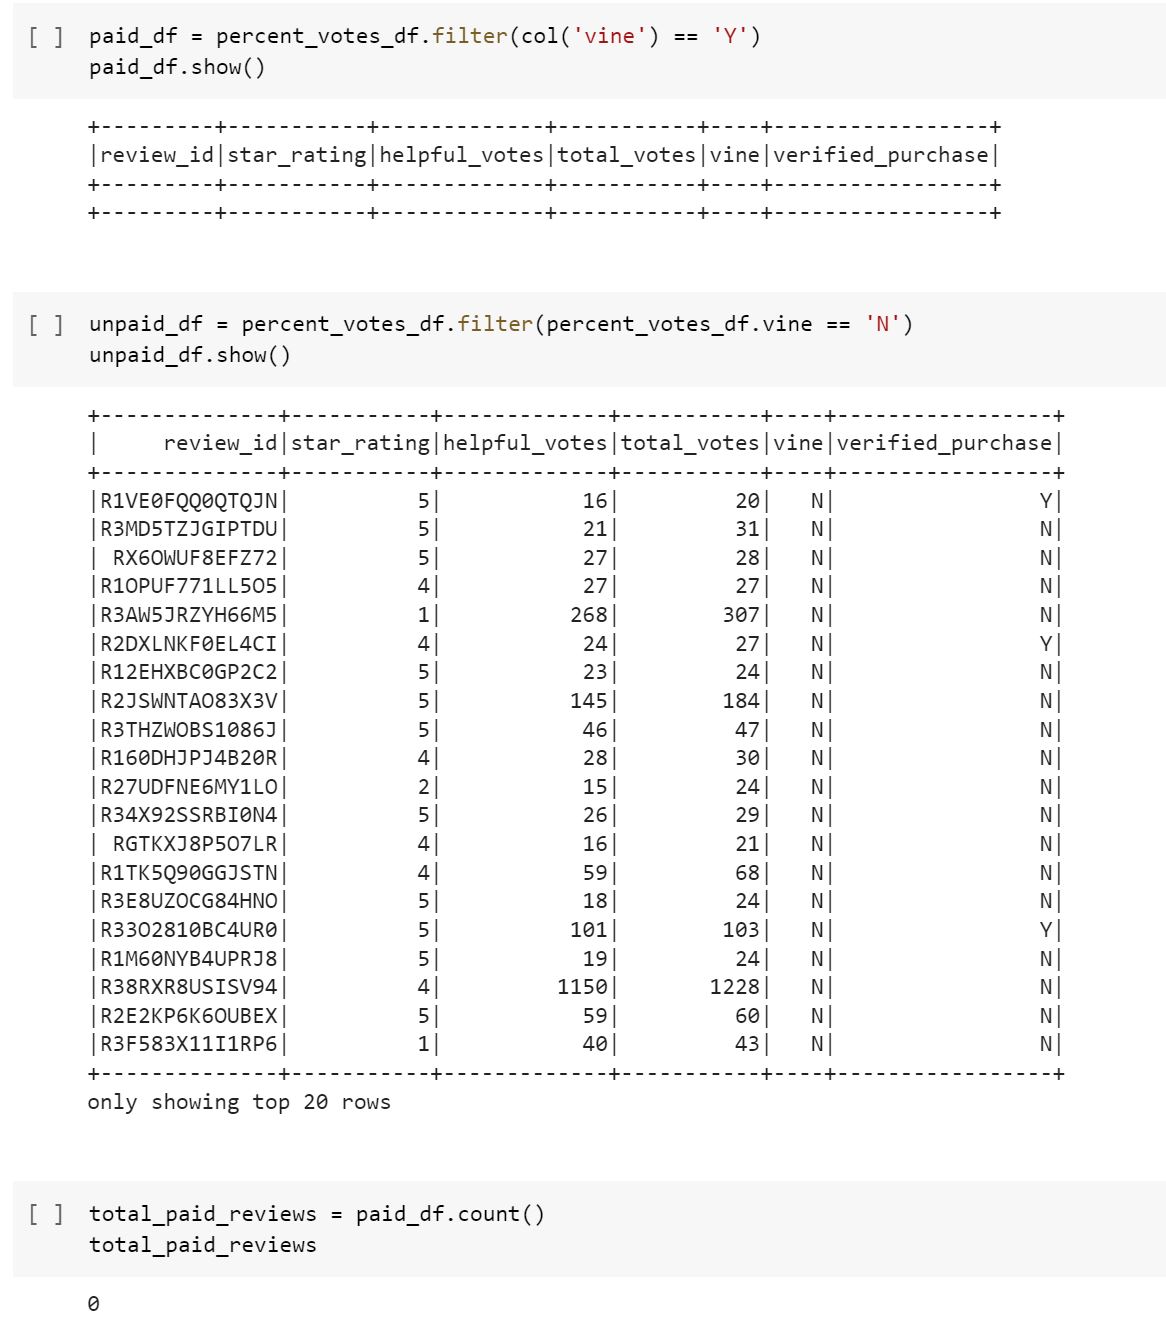 [ ] paid_df = percent_votes_df.filter(col('vine') == 'Y')
paid_df.show()
+---------+-----------+-------------+-----------+----+-----------------+
|review_id|star_rating|helpful_votes|total_votes|vine|verified_purchase|
+---------+-----------+-------------+-----------+----+-----------------+
+---------+-----------+-------------+-----------+----+-----------------+
[ ] unpaid_df = percent_votes_df.filter(percent_votes_df.vine == 'N')
unpaid_df.show()
+--------------+-----------+-------------+-----------+----+-----------------+
|     review_id|star_rating|helpful_votes|total_votes|vine|verified_purchase|
+--------------+-----------+-------------+-----------+----+-----------------+
|R1VE0FQQ0QTQJN|          5|           16|         20|   N|                Y|
|R3MD5TZJGIPTDU|          5|           21|         31|   N|                N|
| RX6OWUF8EFZ72|          5|           27|         28|   N|                N|
|R1OPUF771LL5O5|          4|           27|         27|   N|                N|
|R3AW5JRZYH66M5|          1|          268|        307|   N|                N|
|R2DXLNKF0EL4CI|          4|           24|         27|   N|                Y|
|R12EHXBC0GP2C2|          5|           23|         24|   N|                N|
|R2JSWNTAO83X3V|          5|          145|        184|   N|                N|
|R3THZWOBS1086J|          5|           46|         47|   N|                N|
|R160DHJPJ4B20R|          4|           28|         30|   N|                N|
|R27UDFNE6MY1LO|          2|           15|         24|   N|                N|
|R34X92SSRBI0N4|          5|           26|         29|   N|                N|
| RGTKXJ8P5O7LR|          4|           16|         21|   N|                N|
|R1TK5Q90GGJSTN|          4|           59|         68|   N|                N|
|R3E8UZOCG84HNO|          5|           18|         24|   N|                N|
|R33O2810BC4UR0|          5|          101|        103|   N|                Y|
|R1M60NYB4UPRJ8|          5|           19|         24|   N|                N|
|R38RXR8USISV94|          4|         1150|       1228|   N|                N|
|R2E2KP6K6OUBEX|          5|           59|         60|   N|                N|
|R3F583X11I1RP6|          1|           40|         43|   N|                N|
+--------------+-----------+-------------+-----------+----+-----------------+
only showing top 20 rows
[ ] total_paid_reviews = paid_df.count()
total_paid_reviews
0